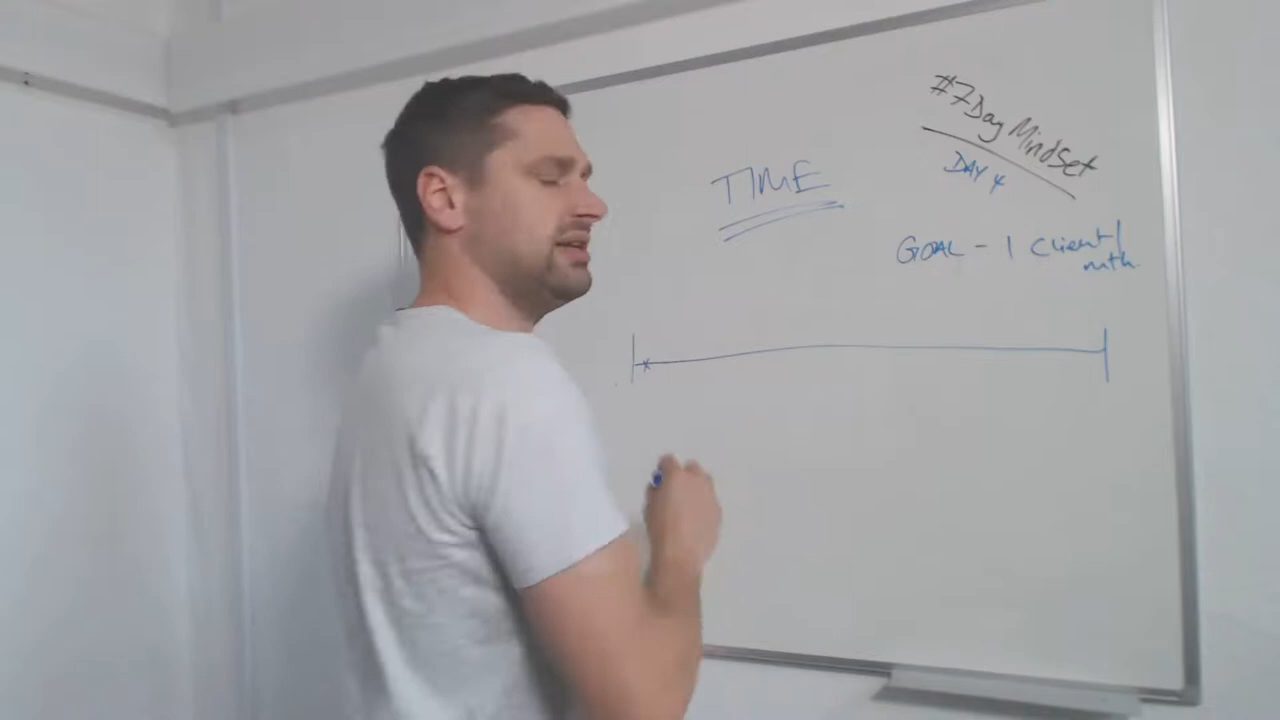 #7Day MindSet
DAY 4
TIME
GOAL - 1 Client/
mth.
x